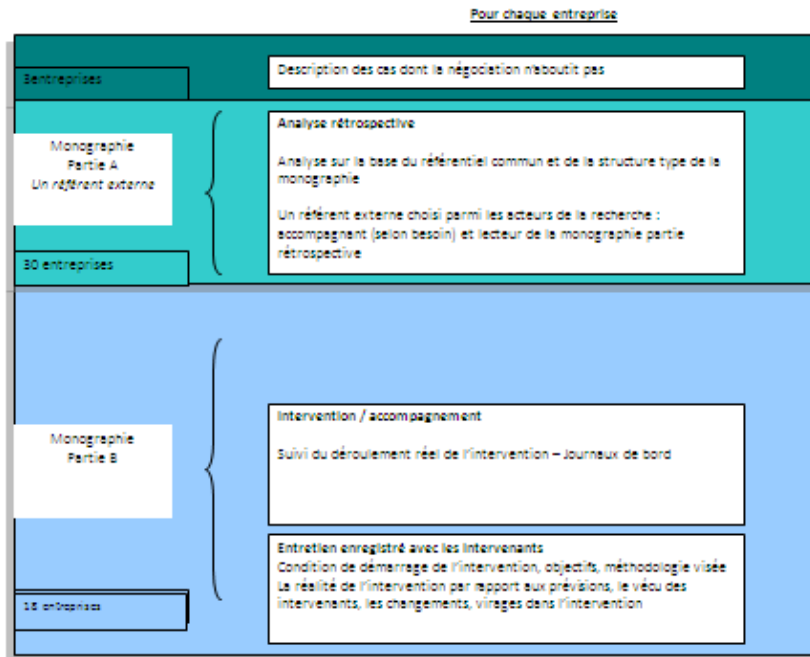 Pour chaque entreprise
8entreprises
Description des cas dont la négociation n'aboutit pas
Monographie
Partie A
Un référent externe
Analyse rétrospective
Analyse sur la base du référentiel commun et de la structure type de la
monographie
Un référent externe choisi parmi les acteurs de la recherche :
accompagnant (selon besoin) et lecteur de la monographie partie
rétrospective
30 entreprises
Monographie
Partie B
Intervention / accompagnement
Suivi du déroulement réel de l'intervention – Journaux de bord
Entretien enregistré avec les intervenants
Condition de démarrage de l'intervention, objectifs, méthodologie visée
La réalité de l'intervention par rapport aux prévisions, le vécu des
intervenants, les changements, virages dans l'intervention
18 entreprises